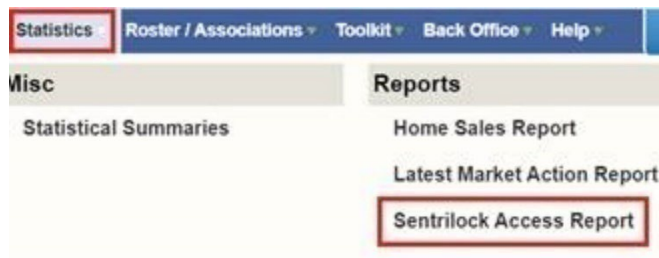 Statistics Roster / Associations Toolkit Back Office Help
Misc Reports
Statistical Summaries Home Sales Report
Latest Market Action Report
Sentrilock Access Report